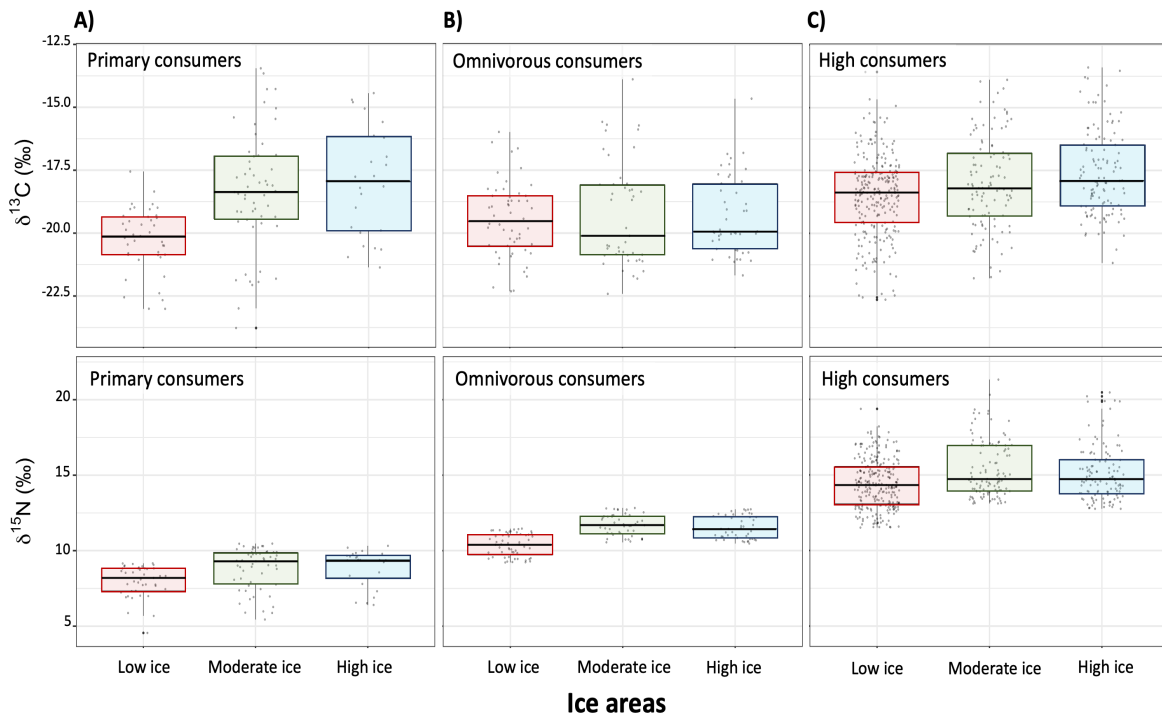 A)
B)
C)
Primary consumers
Omnivorous consumers
High consumers
-12.5
-15.0
-17.5
-20.0
-22.5
δ13C (‰)
Primary consumers
Omnivorous consumers
High consumers
20
15
10
5
δ15N (‰)
Low ice
Moderate ice
High ice
Low ice
Moderate ice
High ice
Low ice
Moderate ice
High ice
Ice areas